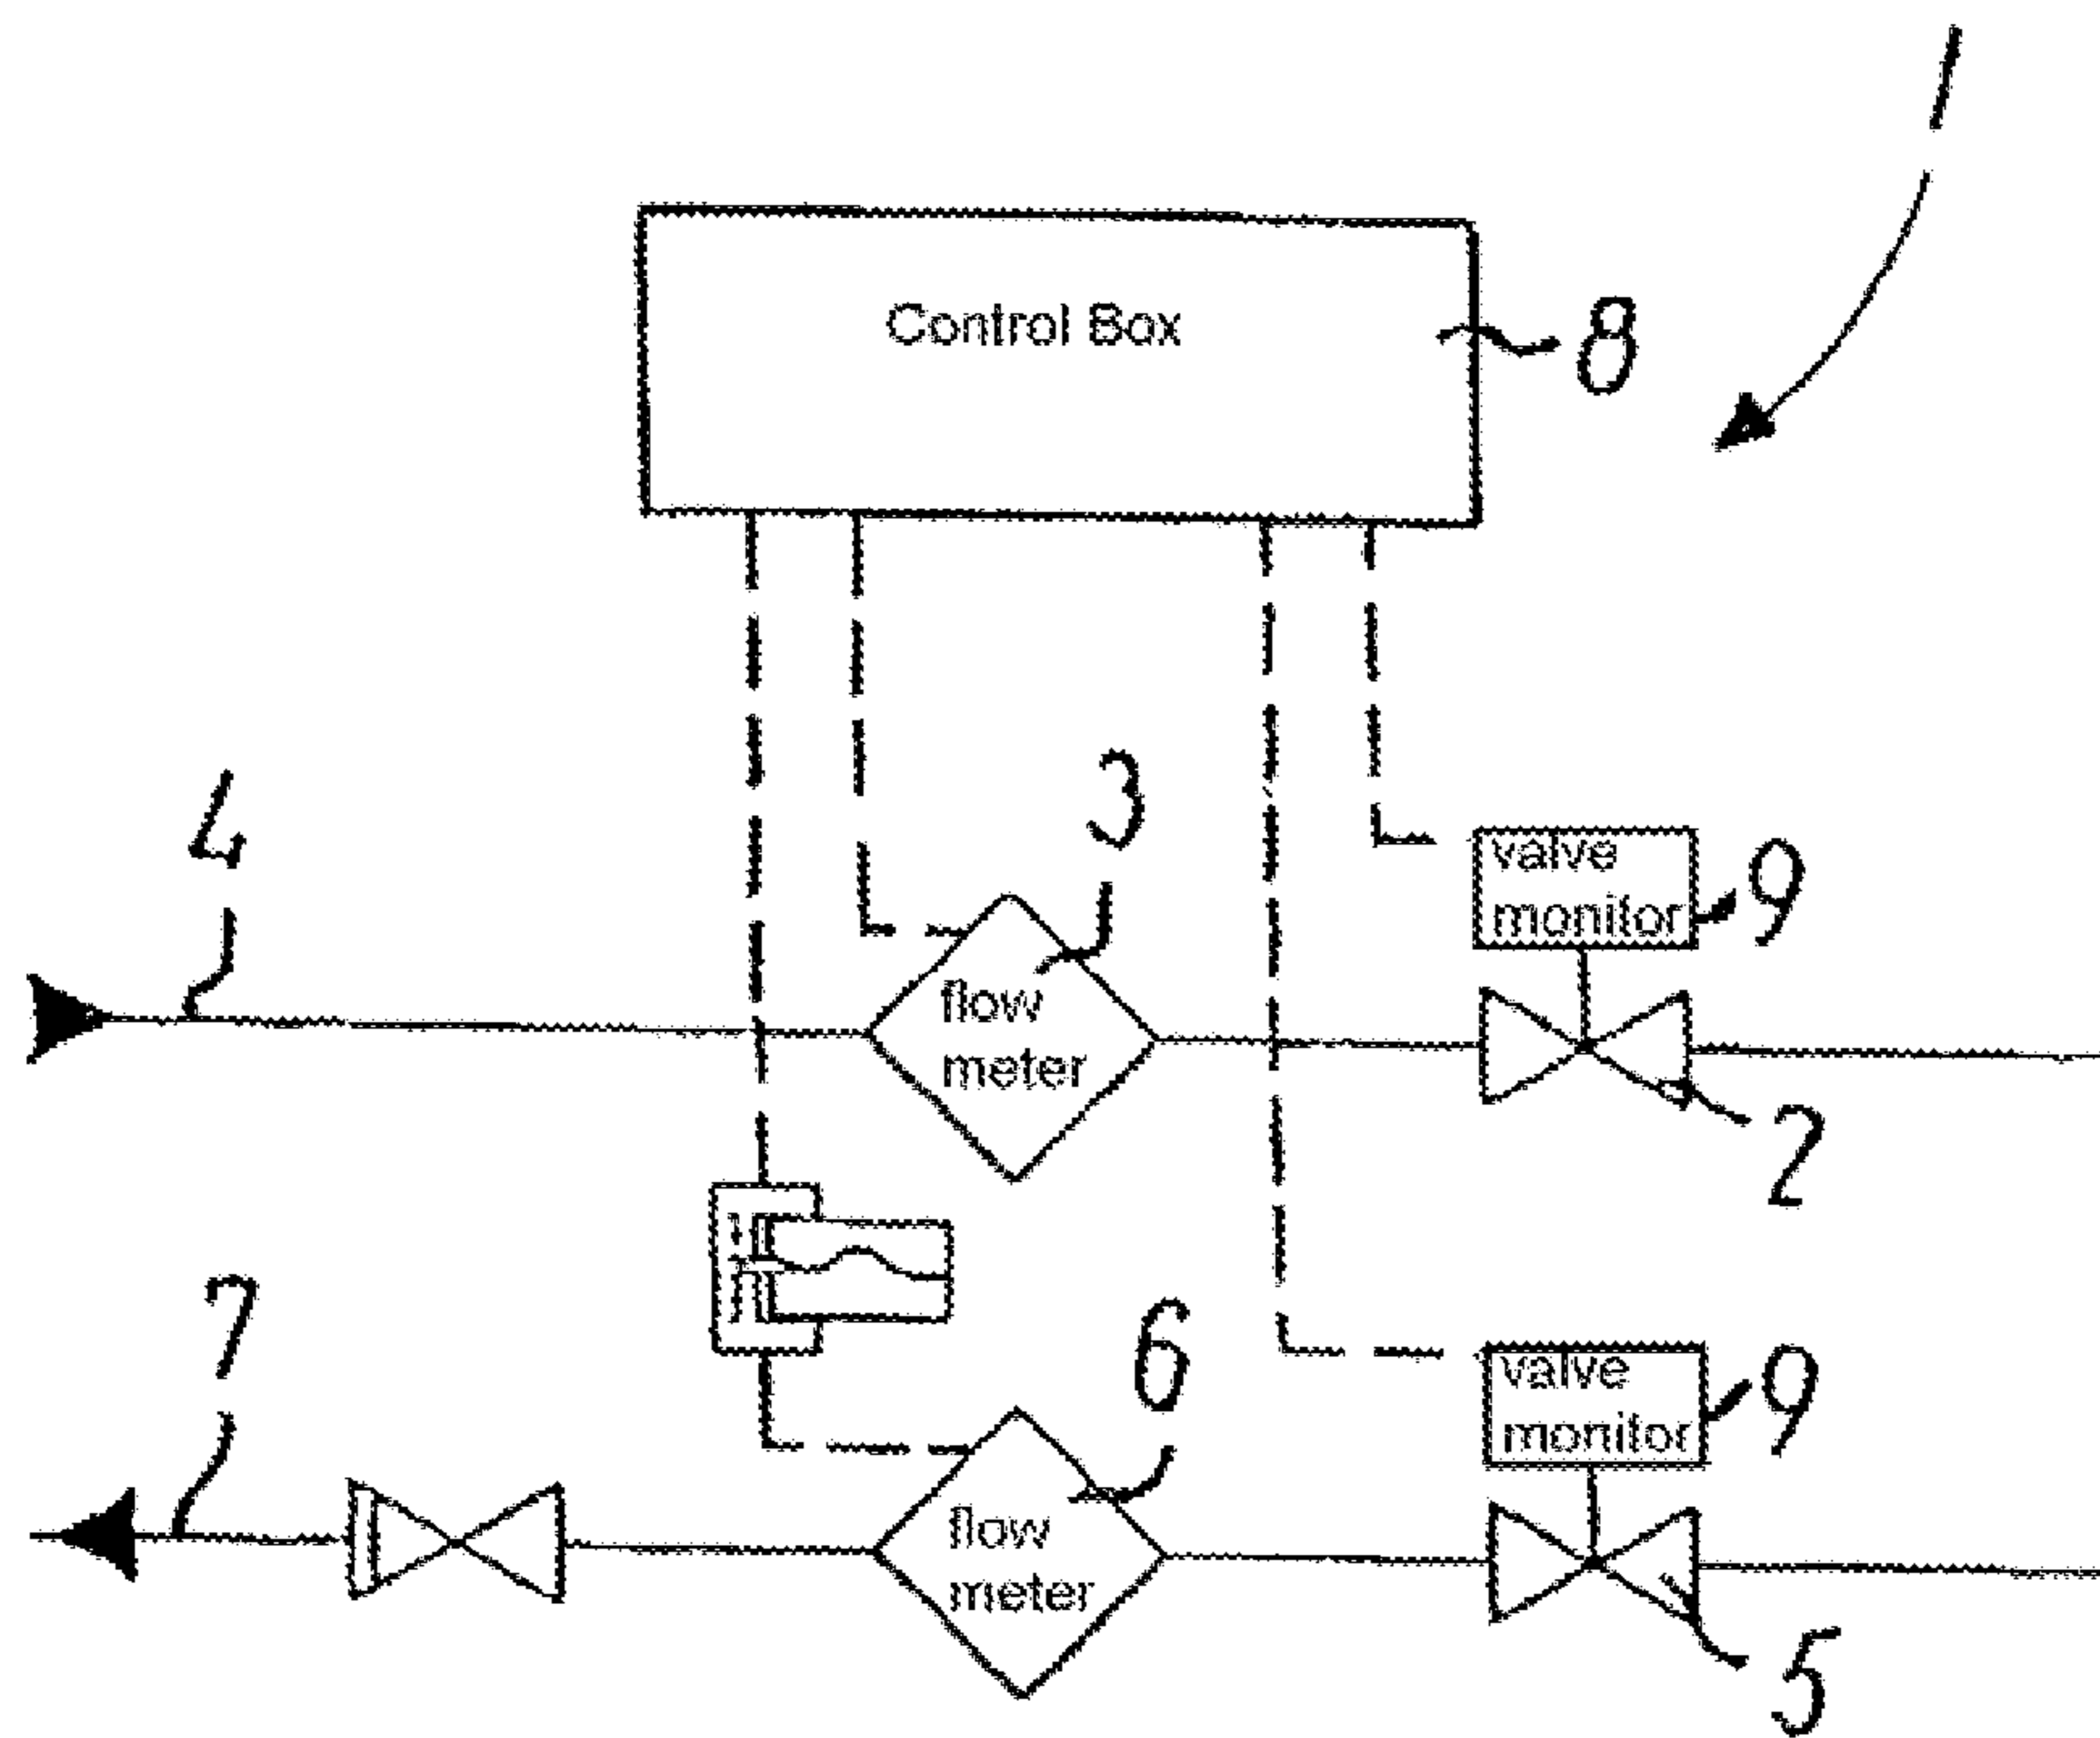 1
Control Box
8
4
3
valve
monitor
9
flow
meter
2
7
6
valve
monitor
9
flow
meter
5